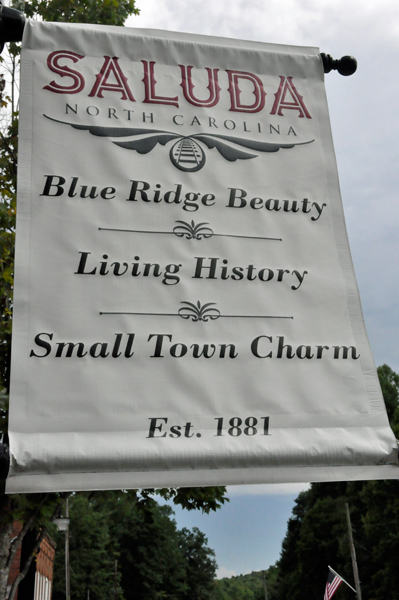 SALUDA
NORTH CAROLINA
Blue Ridge Beauty
Living History
Small Town Charm
Est. 1881